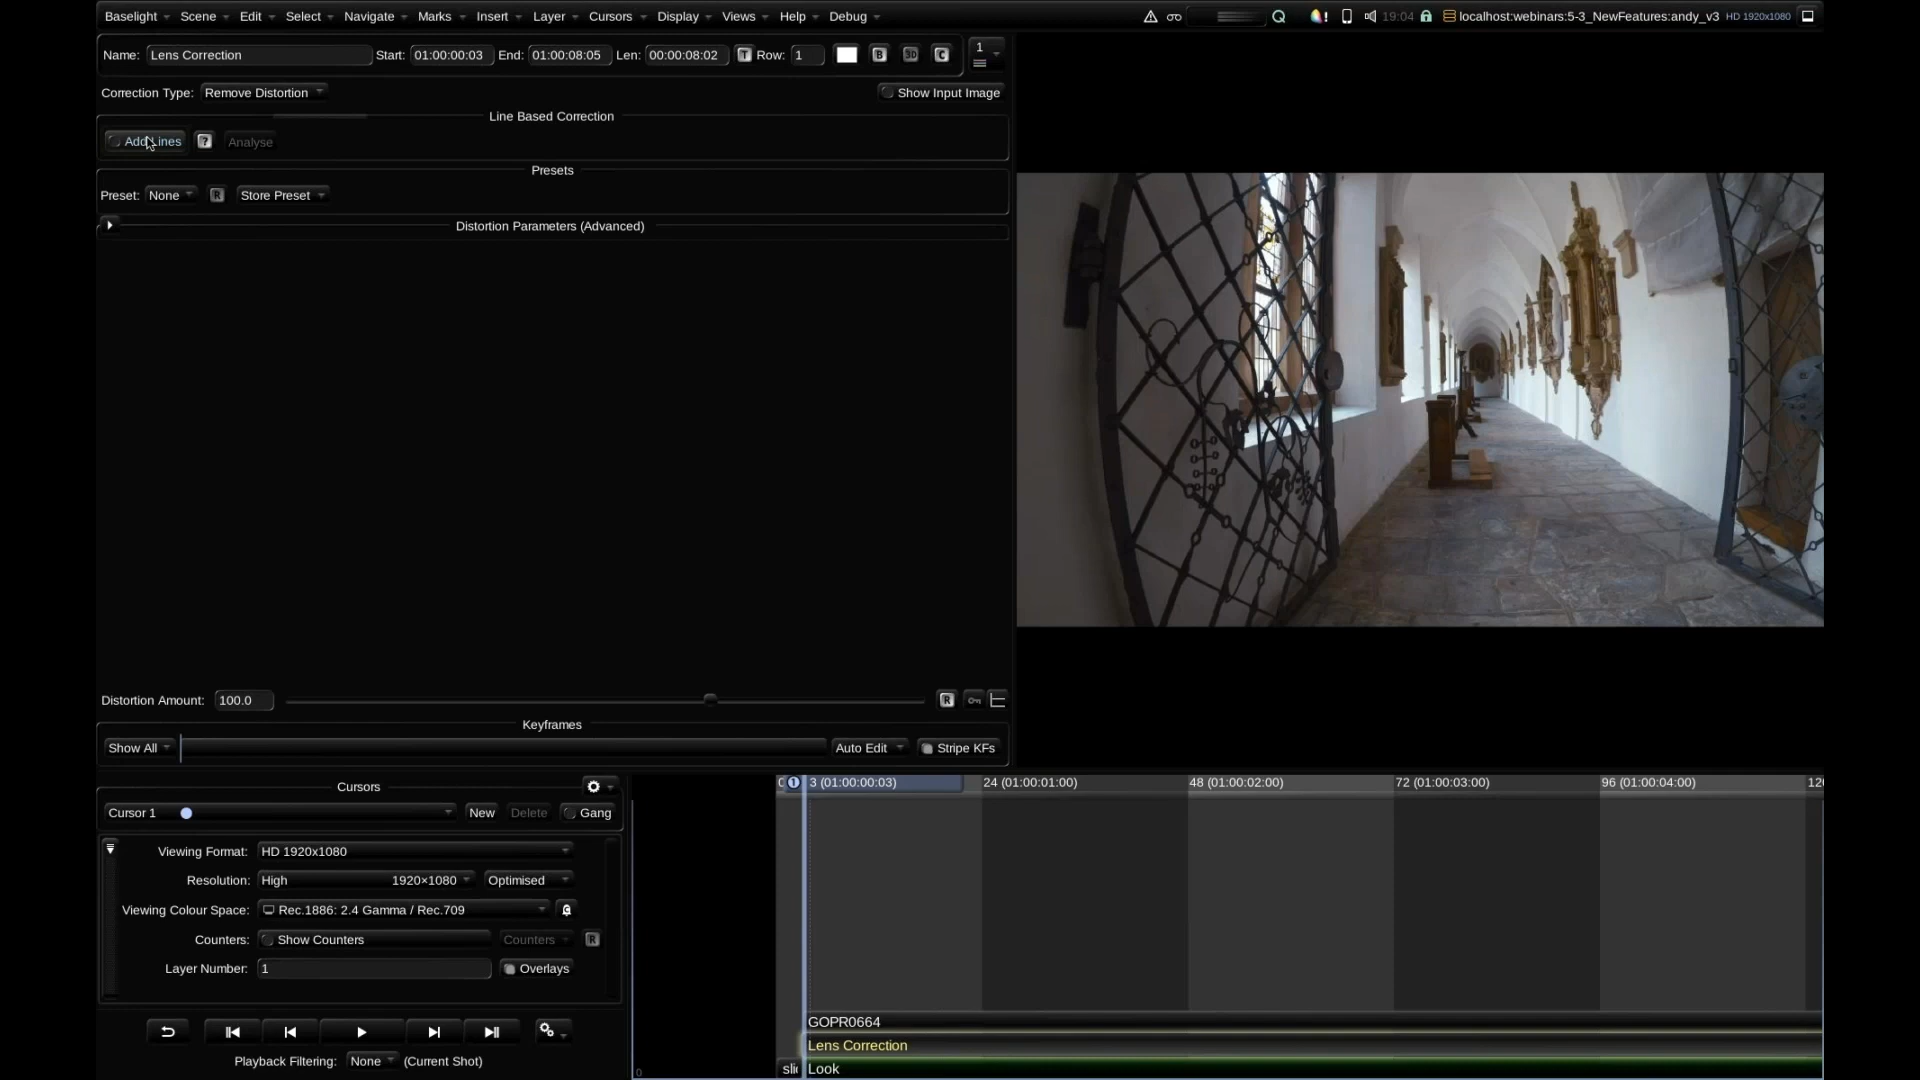 Baselight Scene Edit Select Navigate Marks Insert Layer Cursors Display Views Help Debug 19:04 localhost:webinars:5-3_NewFeatures:andy_v3 HD 1920x1080
Name: Lens Correction Start: 01:00:00:03 End: 01:00:08:05 Len: 00:00:08:02 T Row: 1 B 3D C 1
Correction Type: Remove Distortion Show Input Image
Line Based Correction
Add Lines ? Analyse
Presets
Preset: None R Store Preset
Distortion Parameters (Advanced)
Distortion Amount: 100.0 R
Keyframes
Show All Auto Edit Stripe KFs
Cursors
Cursor 1 New Delete Gang
Viewing Format: HD 1920x1080
Resolution: High 1920×1080 Optimised
Viewing Colour Space: Rec.1886: 2.4 Gamma / Rec.709
Counters: Show Counters Counters R
Layer Number: 1 Overlays
Playback Filtering: None (Current Shot)
1 3 (01:00:00:03) 24 (01:00:01:00) 48 (01:00:02:00) 72 (01:00:03:00) 96 (01:00:04:00)
GOPR0664
Lens Correction
0 Look